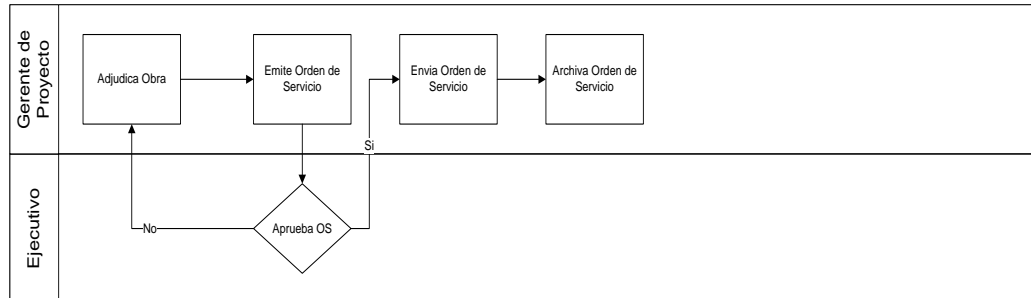 Gerente de
Proyecto
Adjudica Obra
Emite Orden de
Servicio
Envia Orden de
Servicio
Archiva Orden de
Servicio
Si
Ejecutivo
No
Aprueba OS